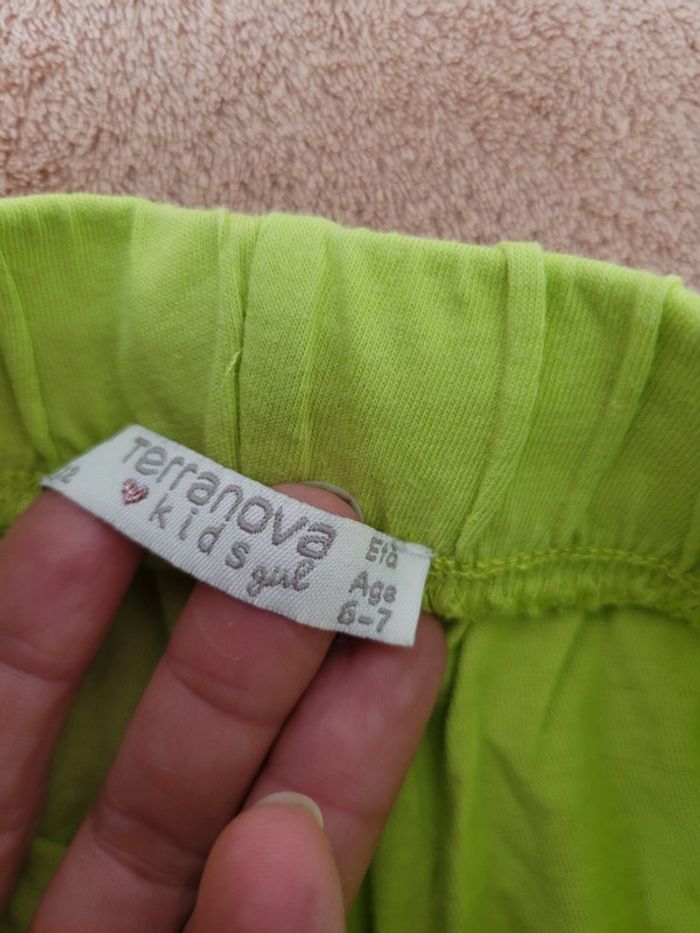 Terranova
kids
girl
Età
Age
6-7